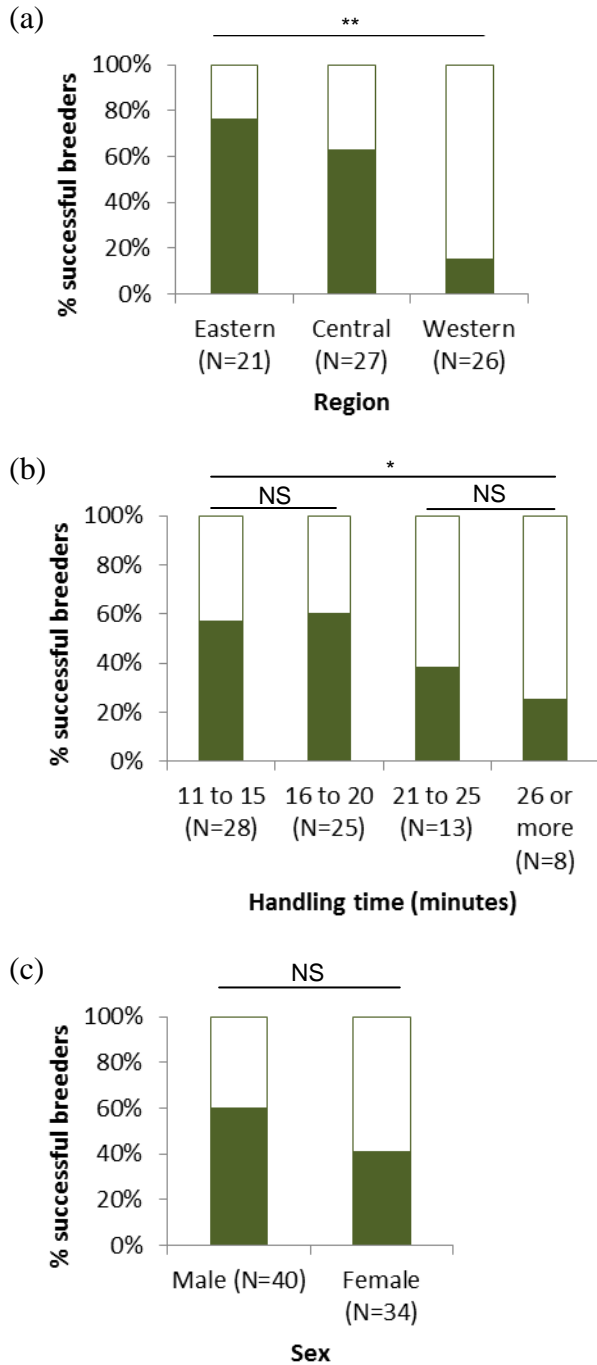 (a)
**
% successful breeders
100%
80%
60%
40%
20%
0%
Eastern
(N=21)
Central
(N=27)
Western
(N=26)
Region
(b)
*
NS
NS
% successful breeders
100%
80%
60%
40%
20%
0%
11 to 15
(N=28)
16 to 20
(N=25)
21 to 25
(N=13)
26 or
more
(N=8)
Handling time (minutes)
(c)
NS
% successful breeders
100%
80%
60%
40%
20%
0%
Male (N=40)
Female
(N=34)
Sex